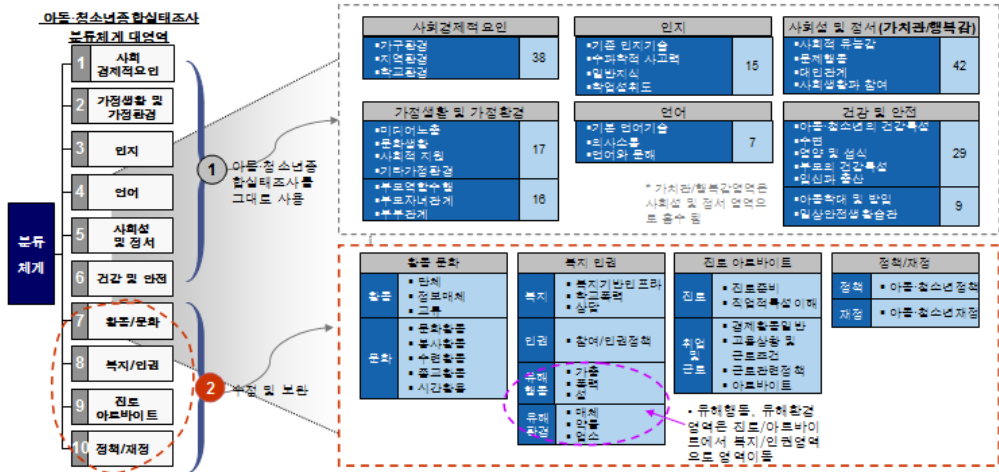 아동·청소년종합실태조사
분류체계 대영역
분류
체계
1 사회
경제적요인
2 가정생활 및
가정환경
3 인지
4 언어
5 사회성
및 정서
6 건강 및 안전
7 활동/문화
8 복지/인권
9 진로
아르바이트
10 정책/재정
1
아동·청소년종
합실태조사를
그대로 사용
2 수정 및 보완
사회경제적요인
▪가구환경
▪지역환경
▪학교환경
38
인지
▪기존 인지기술
▪수과학적 사고력
▪일반지식
▪학업성취도
15
사회성 및 정서(가치관/행복감)
▪사회적 유능감
▪문제행동
▪대인관계
▪사회생활과 참여
42
가정생활 및 가정환경
▪미디어노출
▪문화생활
▪사회적 지원
▪기타가정환경
17
▪부모역할수행
▪부모자녀관계
▪부부관계
16
언어
▪기본 언어기술
▪의사소통
▪언어와 문해
7
건강 및 안전
▪아동·청소년의 건강특성
▪수면
▪영양 및 섭식
▪부모의 건강특성
▪임신과 출산
29
▪아동학대 및 방임
▪일상안전생활습관
9
* 가치관/행복감영역은
사회성 및 정서 영역으
로 흡수 됨
활동 문화
활동
▪ 단체
▪ 정보매체
▪ 교류
문화
▪ 문화활동
▪ 봉사활동
▪ 수련활동
▪ 종교활동
▪ 시간활용
복지 인권
복지
▪ 복지기반인프라
▪ 학교폭력
▪ 상담
인권
▪ 참여/인권정책
유해
행동
▪ 가출
▪ 폭력
▪ 성
유해
환경
▪ 매체
▪ 약물
▪ 업소
진로 아르바이트
진로
▪ 진로준비
▪ 직업적특성이해
취업
및
근로
▪ 경제활동일반
▪ 고용상황 및
근로조건
▪ 근로관련정책
▪ 아르바이트
정책/재정
정책
▪ 아동·청소년정책
재정
▪ 아동·청소년재정
▪ 유해행동, 유해환경
영역은 진로/아르바이
트에서 복지/인권영역
으로 영역이동